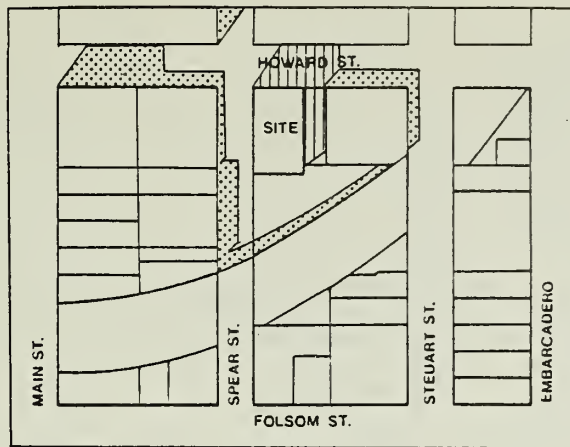 HOWARD ST.
SITE
MAIN ST.
SPEAR ST.
STEUART ST.
EMBARCADERO
FOLSOM ST.